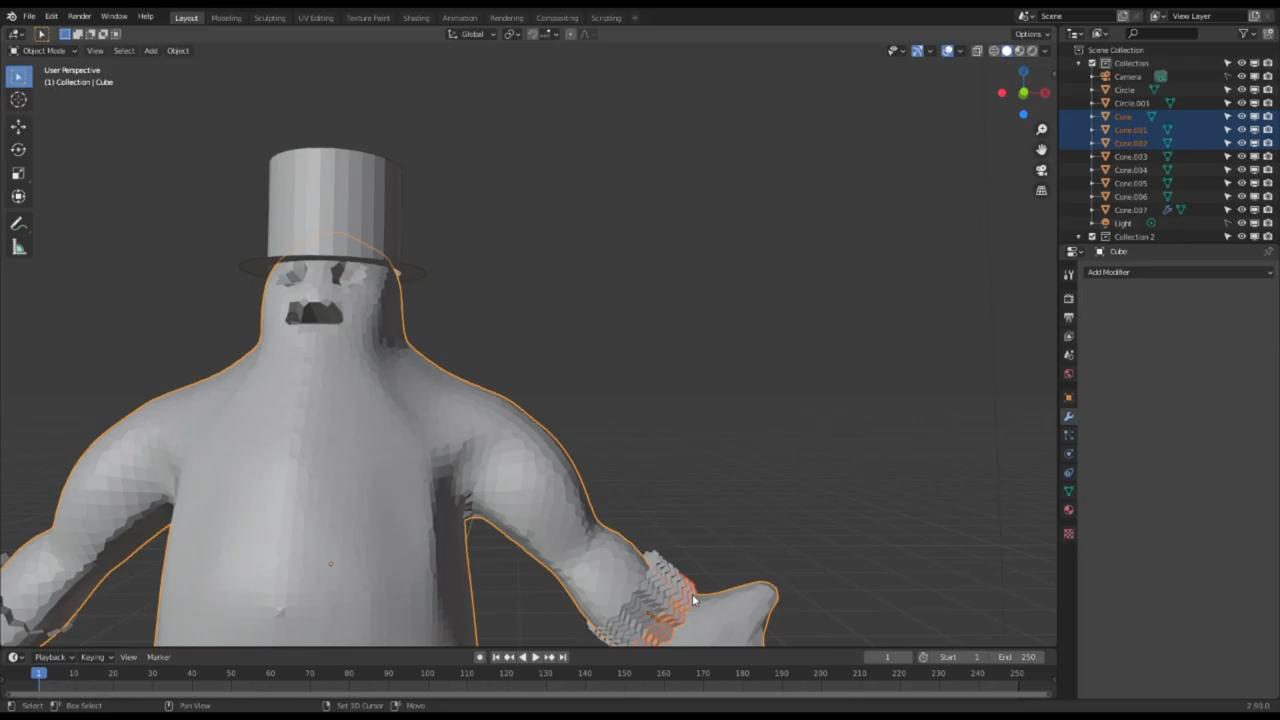 File Edit Render Window Help Layout Modeling Sculpting UV Editing Texture Paint Shading Animation Rendering Compositing Scripting + Scene View Layer
Global Options
Object Mode View Select Add Object
Scene Collection
User Perspective
(1) Collection | Cube
Collection
Camera
Circle
Circle.001
Cone
Cone.001
Cone.002
Cone.003
Cone.004
Cone.005
Cone.006
Cone.007
Light
Collection 2
Cube
Add Modifier
Playback Keying View Marker 1 Start 1 End 250
1 10 20 30 40 50 60 70 80 90 100 110 120 130 140 150 160 170 180 190 200 210 220 230 240 250
Select Box Select Pan View Set 3D Cursor Move 2.90.0